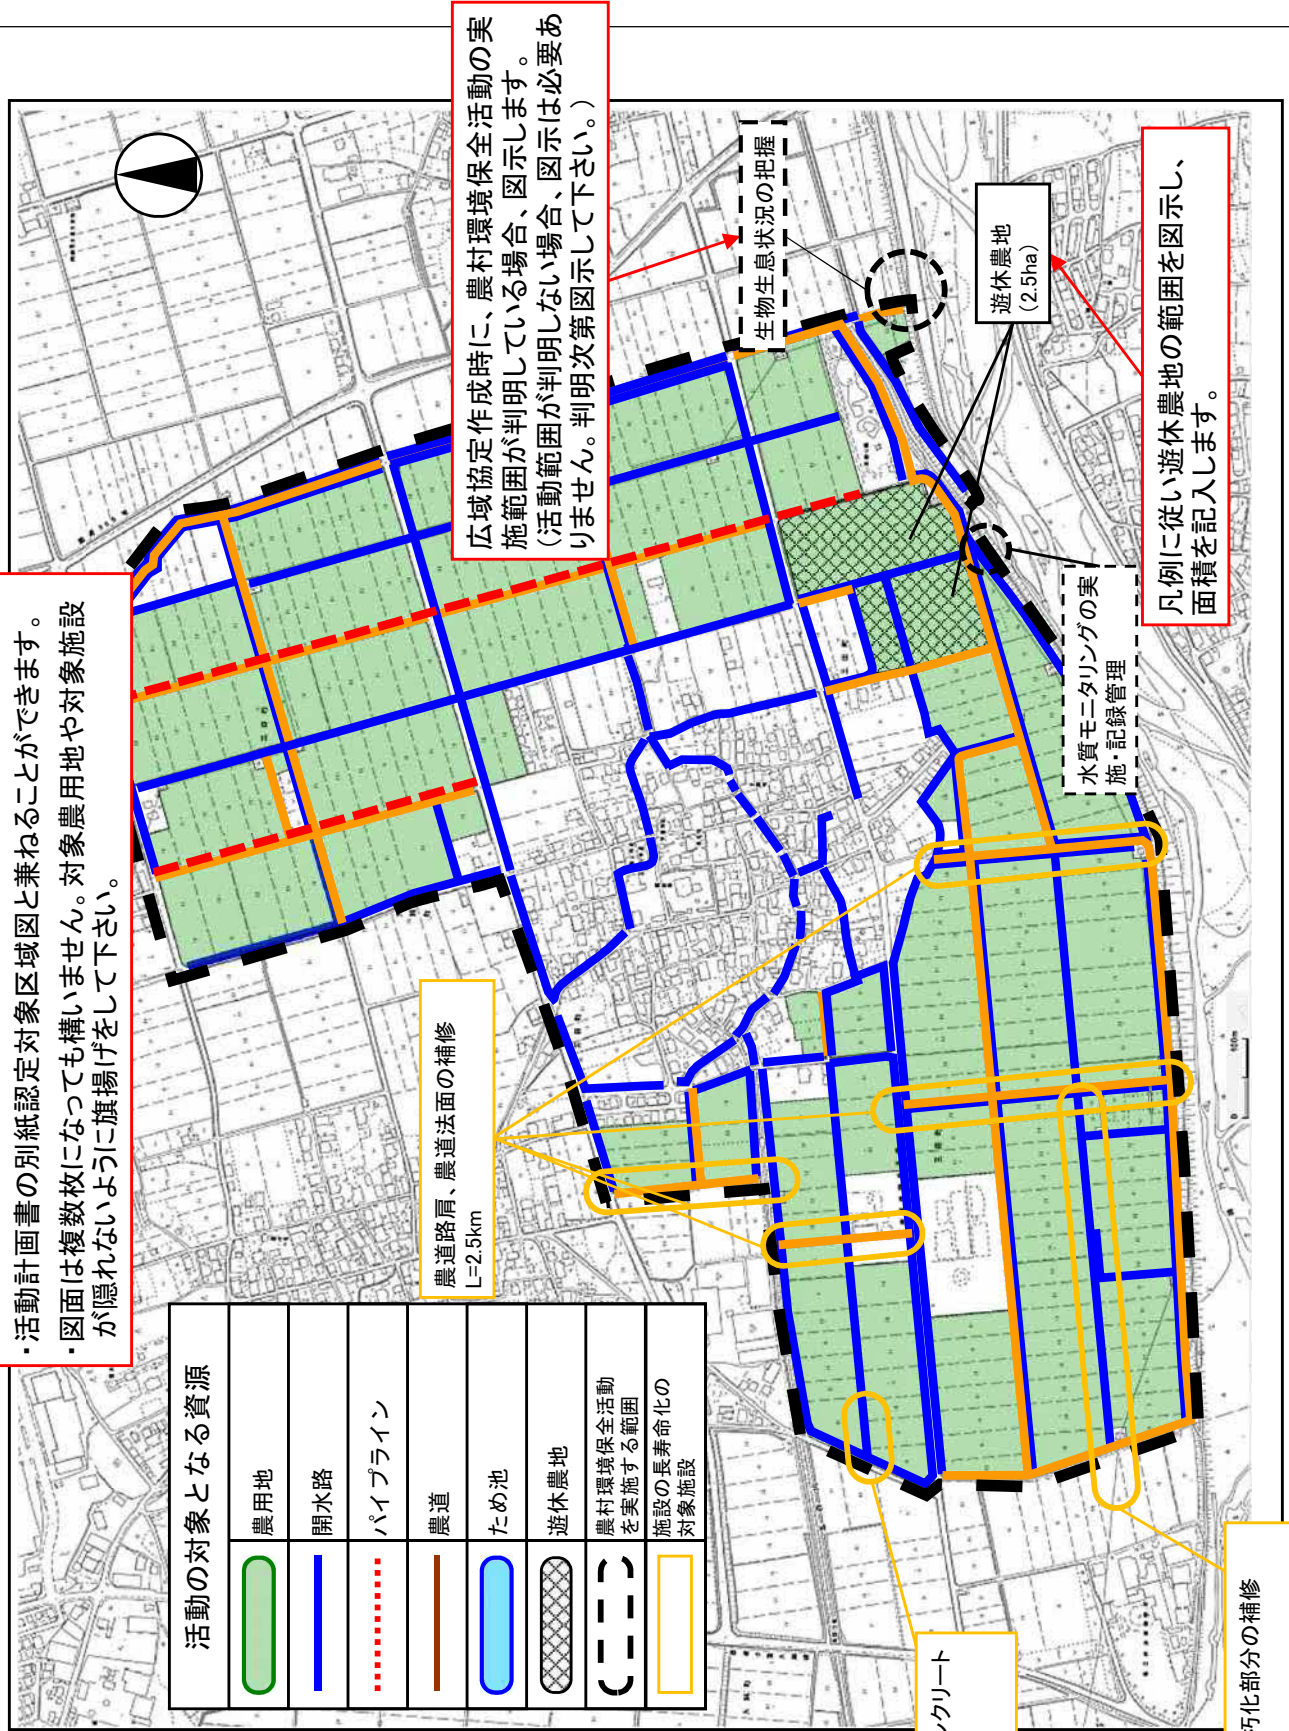 ・活動計画書の別紙認定対象区域図と兼ねることができます。
・図面は複数枚になっても構いません。対象農用地や対象施設
が隠れないように旗揚げをして下さい。
広域協定作成時に、農村環境保全活動の実
施範囲が判明している場合、図示します。
(活動範囲が判明しない場合、図示は必要あ
りません。判明次第図示して下さい。)
生物生息状況の把握
遊休農地
(2.5ha)
凡例に従い遊休農地の範囲を図示し、
面積を記入します。
水質モニタリングの実
施・記録管理
農道路肩、農道法面の補修
L=2.5km
活動の対象となる資源
農用地
開水路
パイプライン
農道
ため池
遊休農地
農村環境保全活動
を実施する範囲
施設の長寿命化の
対象施設
ンクリート
朽化部分の補修